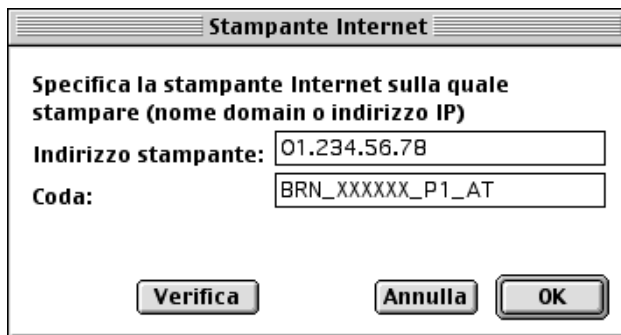 Stampante Internet
Specifica la stampante Internet sulla quale
stampare (nome domain o indirizzo IP)
Indirizzo stampante: 01.234.56.78
Coda: BRN_XXXXXX_P1_AT
Verifica Annulla OK